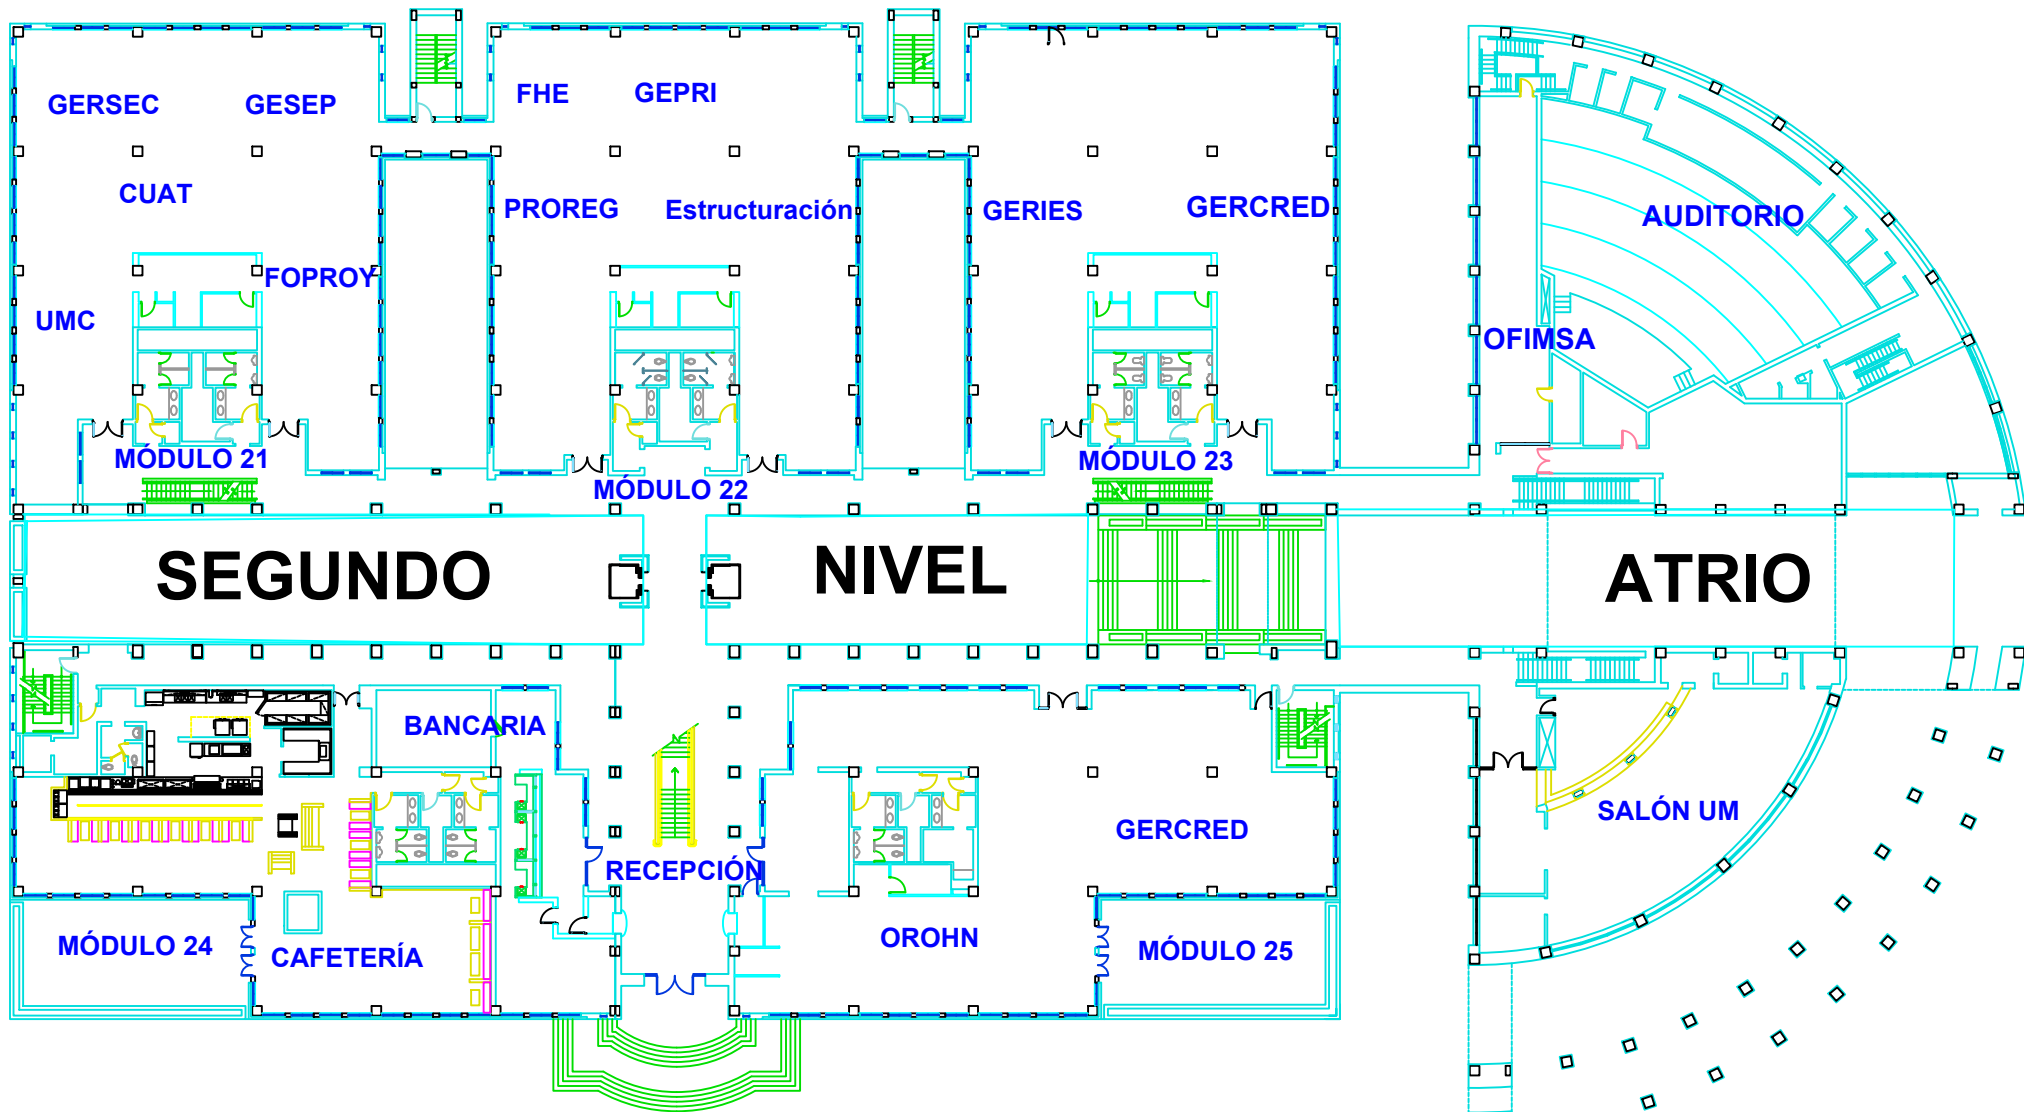 GERSEC
GESEP
FHE
GEPRI
CUAT
PROREG
Estructuración
GERIES
GERCRED
AUDITORIO
FOPROY
UMC
OFIMSA
MÓDULO 21
MÓDULO 22
MÓDULO 23
SEGUNDO
NIVEL
ATRIO
BANCARIA
SALÓN UM
GERCRED
RECEPCIÓN
MÓDULO 24
CAFETERÍA
OROHN
MÓDULO 25